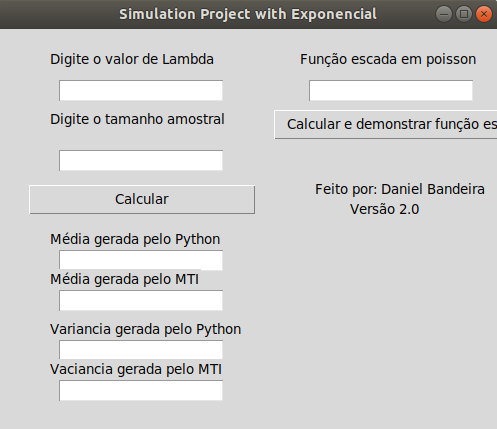 Simulation Project with Exponencial
Digite o valor de Lambda
Digite o tamanho amostral
Calcular
Média gerada pelo Python
Média gerada pelo MTI
Variancia gerada pelo Python
Vaciancia gerada pelo MTI
Função escada em poisson
Calcular e demonstrar função es
Feito por: Daniel Bandeira
Versão 2.0